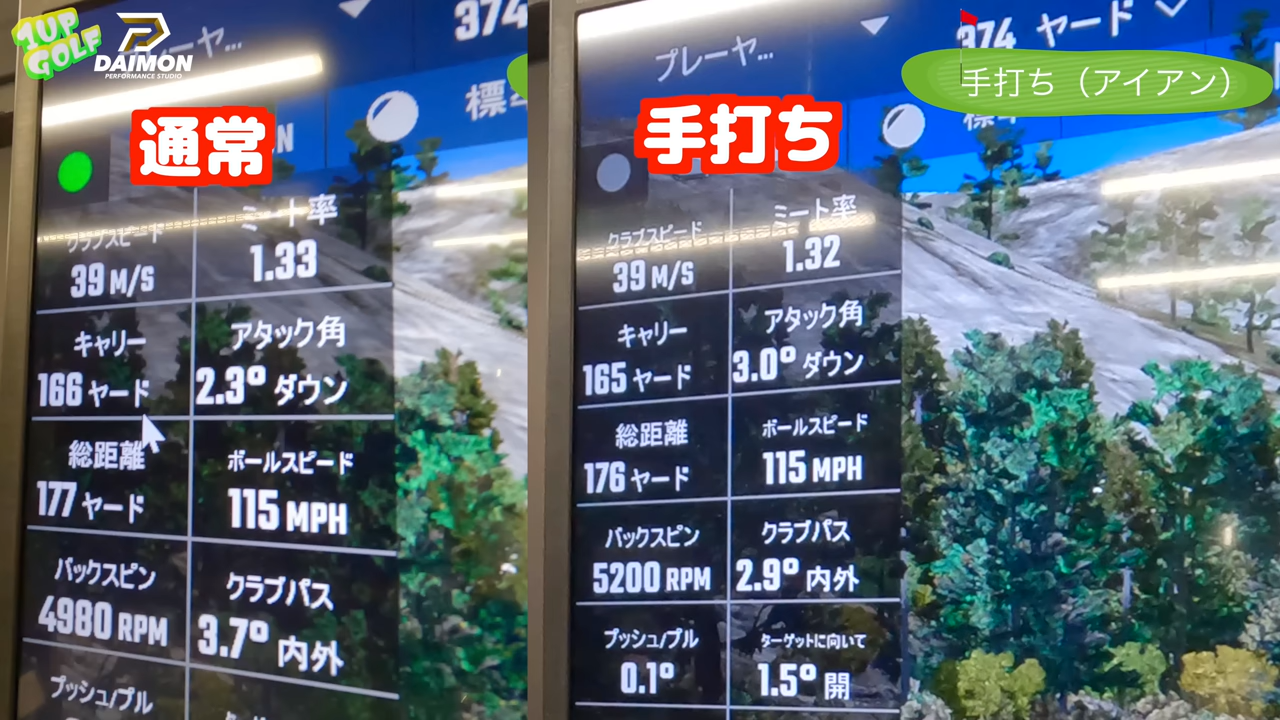 1UP
GOLF
DAIMON
PERFORMANCE STUDIO
374
通常
クラブスピード
39 M/S
ミート率
1.33
キャリー
166 ヤード
アタック角
2.3° ダウン
総距離
177 ヤード
ボールスピード
115 MPH
バックスピン
4980 RPM
クラブパス
3.7° 内外
プッシュ/プル
プレーヤ...
374 ヤード
手打ち（アイアン）
手打ち
クラブスピード
39 M/S
ミート率
1.32
キャリー
165 ヤード
アタック角
3.0° ダウン
総距離
176 ヤード
ボールスピード
115 MPH
バックスピン
5200 RPM
クラブパス
2.9° 内外
プッシュ/プル
0.1°
ターゲットに向いて
1.5° 開